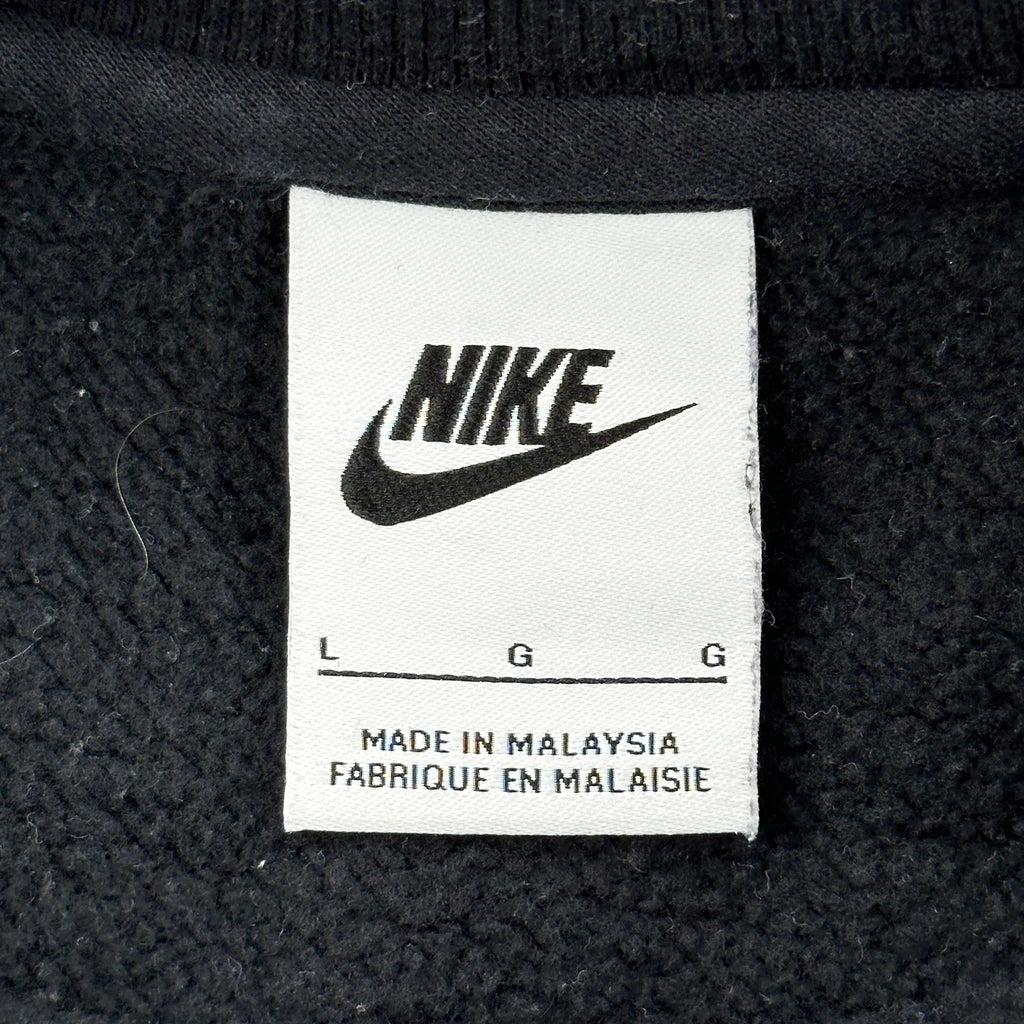 NIKE
L G G
MADE IN MALAYSIA
FABRIQUE EN MALAISIE